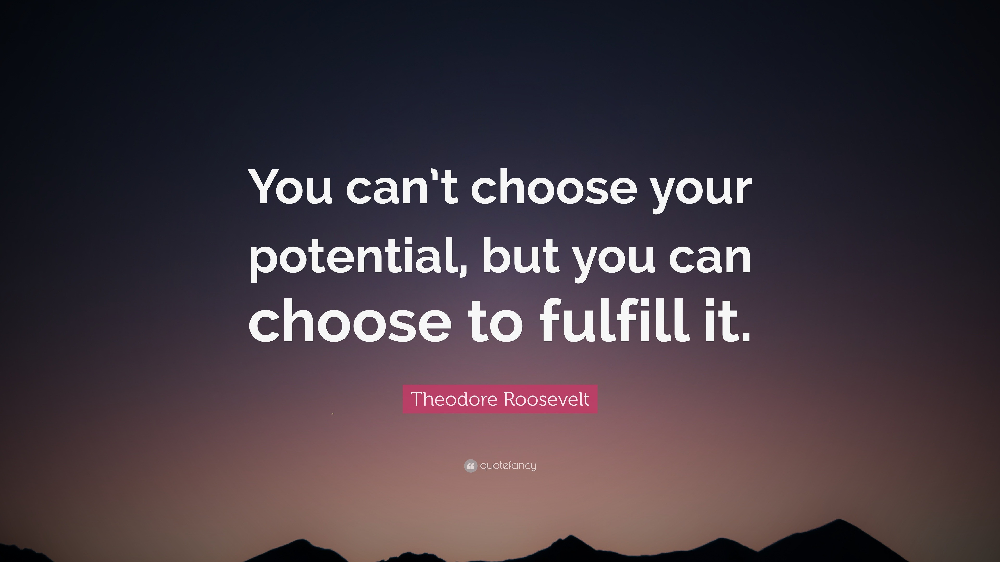 You can’t choose your
potential, but you can
choose to fulfill it.
Theodore Roosevelt
quotefancy